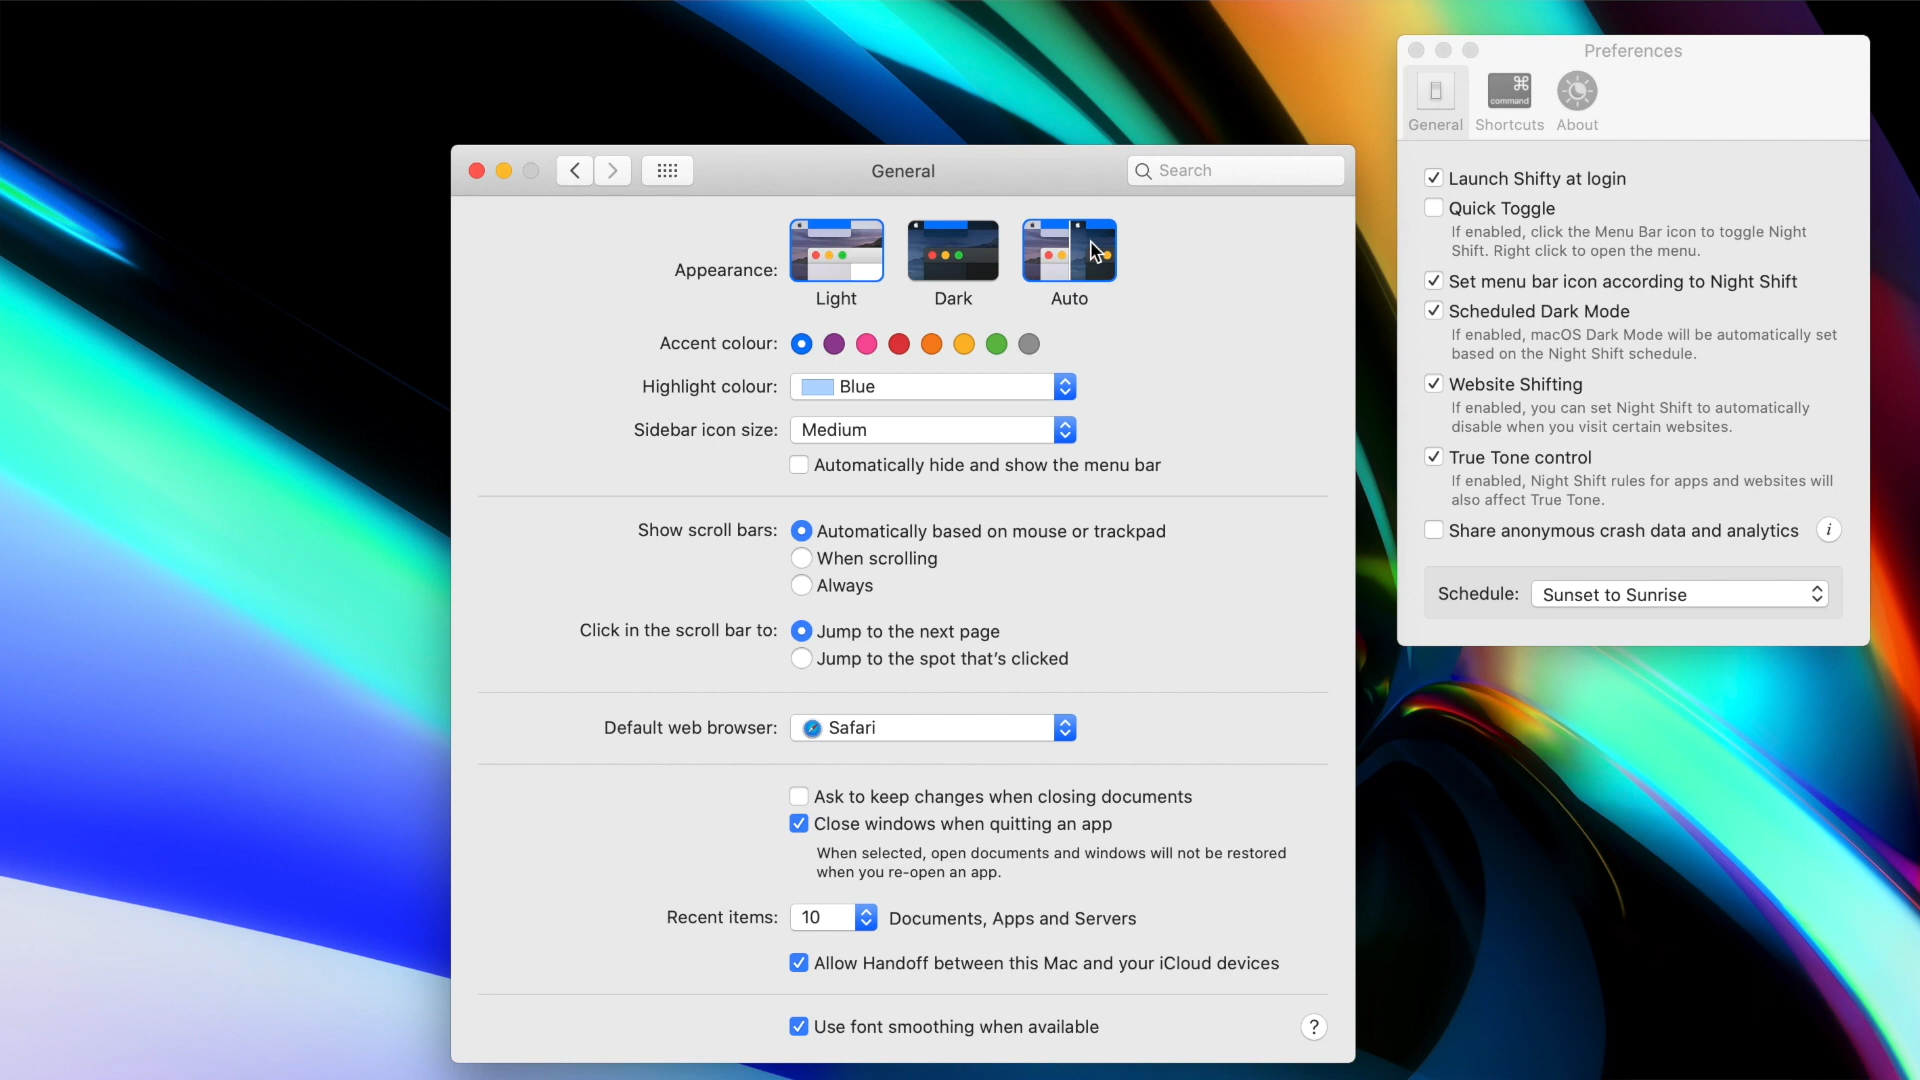 General
Search
Appearance:
Light
Dark
Auto
Accent colour:
Highlight colour:
Blue
Sidebar icon size:
Medium
Automatically hide and show the menu bar
Show scroll bars:
Automatically based on mouse or trackpad
When scrolling
Always
Click in the scroll bar to:
Jump to the next page
Jump to the spot that's clicked
Default web browser:
Safari
Ask to keep changes when closing documents
Close windows when quitting an app
When selected, open documents and windows will not be restored
when you re-open an app.
Recent items:
10
Documents, Apps and Servers
Allow Handoff between this Mac and your iCloud devices
Use font smoothing when available
?
Preferences
⌘
command
General
Shortcuts
About
Launch Shifty at login
Quick Toggle
If enabled, click the Menu Bar icon to toggle Night
Shift. Right click to open the menu.
Set menu bar icon according to Night Shift
Scheduled Dark Mode
If enabled, macOS Dark Mode will be automatically set
based on the Night Shift schedule.
Website Shifting
If enabled, you can set Night Shift to automatically
disable when you visit certain websites.
True Tone control
If enabled, Night Shift rules for apps and websites will
also affect True Tone.
Share anonymous crash data and analytics
i
Schedule:
Sunset to Sunrise